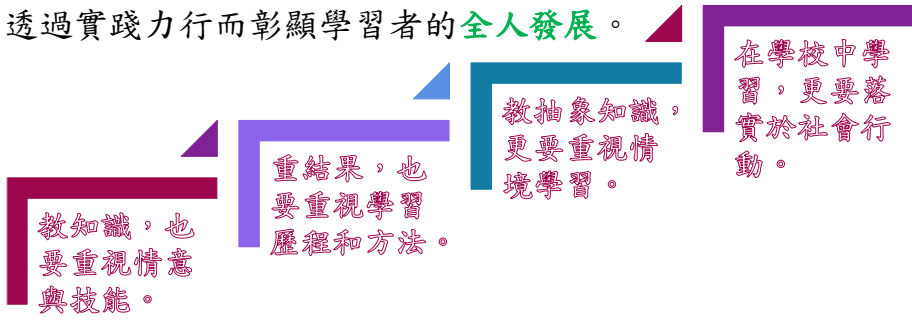 透過實踐力行而彰顯學習者的全人發展。
教知識，也
要重視情意
與技能。
重結果，也
要重視學習
歷程和方法。
教抽象知識，
更要重視情
境學習。
在學校中學
習，更要落
實於社會行
動。